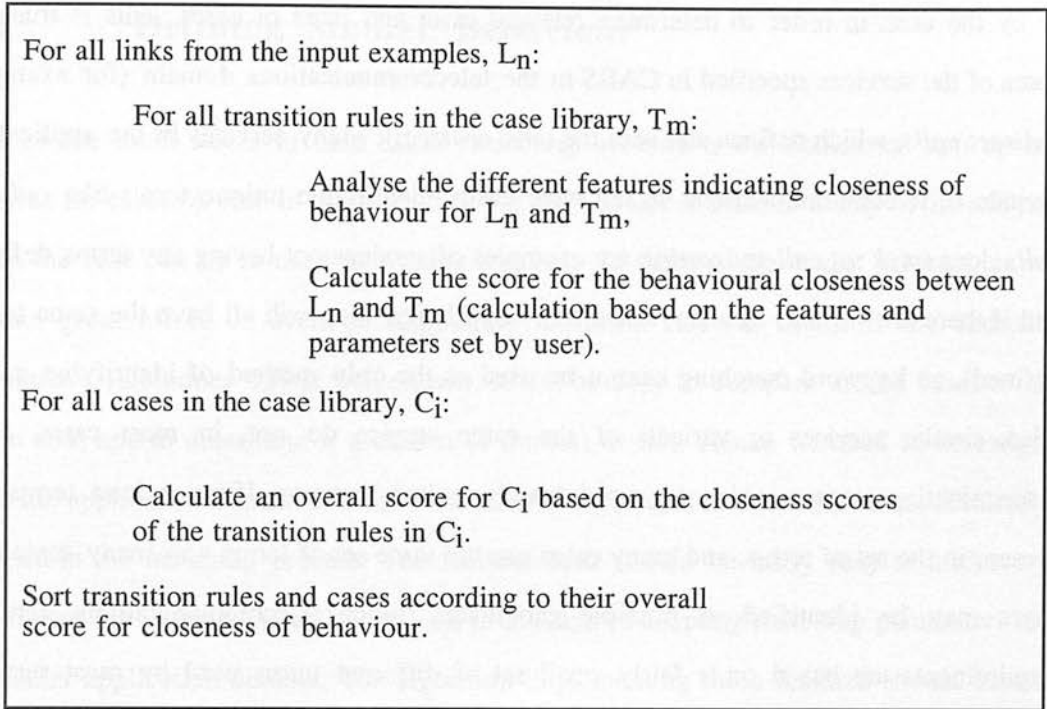 For all links from the input examples, Ln:
For all transition rules in the case library, Tm:
Analyse the different features indicating closeness of
behaviour for Ln and Tm,
Calculate the score for the behavioural closeness between
Ln and Tm (calculation based on the features and
parameters set by user).
For all cases in the case library, Ci:
Calculate an overall score for Ci based on the closeness scores
of the transition rules in Ci.
Sort transition rules and cases according to their overall
score for closeness of behaviour.